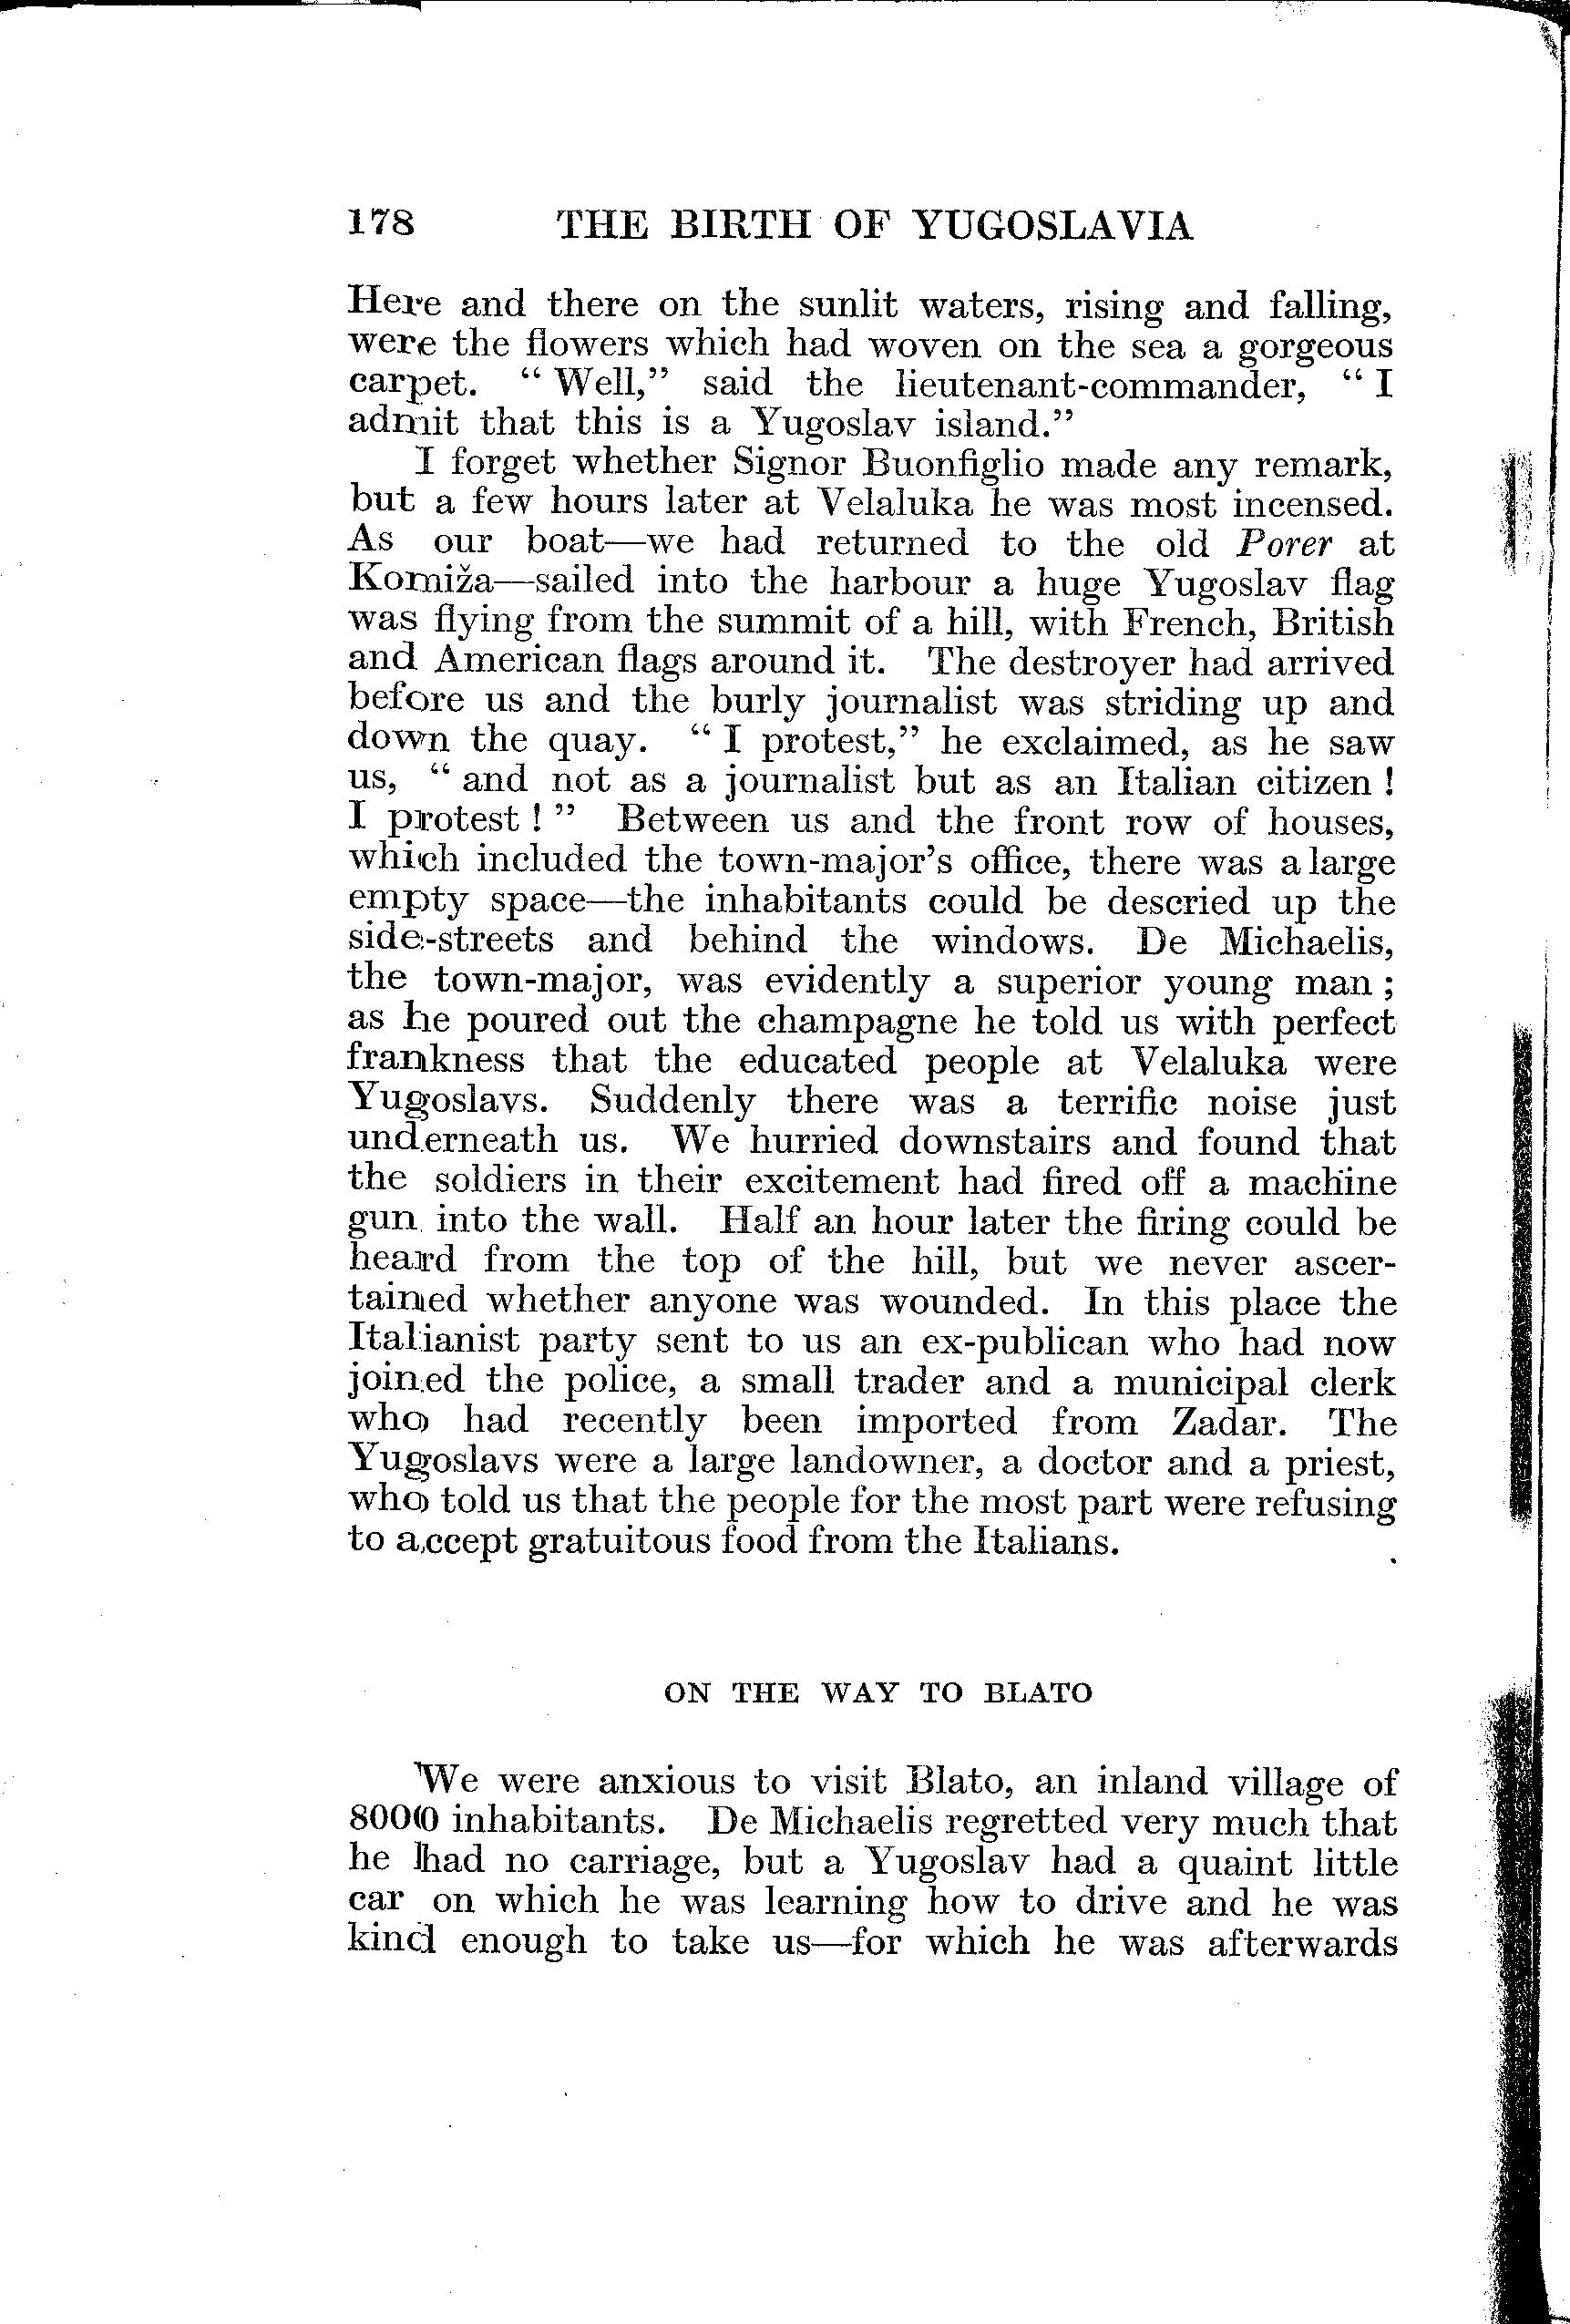 178 THE BIRTH OF YUGOSLAVIA
Here and there on the sunlit waters, rising and falling,
were the flowers which had woven on the sea a gorgeous
carpet. “ Well,” said the lieutenant-commander, “ I
admit that this is a Yugoslav island.”
I forget whether Signor Buonfiglio made any remark,
but a few hours later at Velaluka he was most incensed.
As our boat—we had returned to the old Porer at
Komiža—sailed into the harbour a huge Yugoslav flag
was flying from the summit of a hill, with French, British
and American flags around it. The destroyer had arrived
before us and the burly journalist was striding up and
down the quay. “ I protest,” he exclaimed, as he saw
us, “ and not as a journalist but as an Italian citizen !
I protest ! ” Between us and the front row of houses,
which included the town-major’s office, there was a large
empty space—the inhabitants could be descried up the
side-streets and behind the windows. De Michaelis,
the town-major, was evidently a superior young man ;
as he poured out the champagne he told us with perfect
frankness that the educated people at Velaluka were
Yugoslavs. Suddenly there was a terrific noise just
underneath us. We hurried downstairs and found that
the soldiers in their excitement had fired off a machine
gun into the wall. Half an hour later the firing could be
heard from the top of the hill, but we never ascer-
tained whether anyone was wounded. In this place the
Italianist party sent to us an ex-publican who had now
joined the police, a small trader and a municipal clerk
who had recently been imported from Zadar. The
Yugoslavs were a large landowner, a doctor and a priest,
who told us that the people for the most part were refusing
to accept gratuitous food from the Italians.
ON THE WAY TO BLATO
We were anxious to visit Blato, an inland village of
8000 inhabitants. De Michaelis regretted very much that
he had no carriage, but a Yugoslav had a quaint little
car on which he was learning how to drive and he was
kind enough to take us—for which he was afterwards